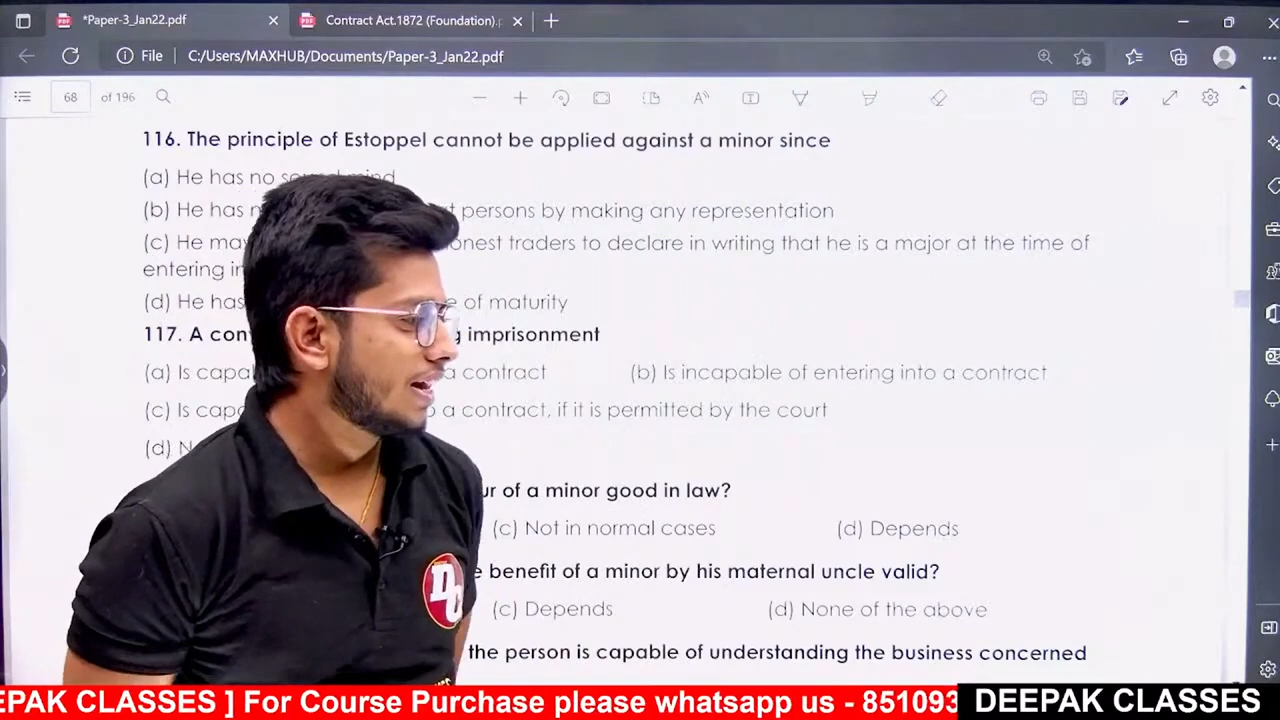 *Paper-3_Jan22.pdf
Contract Act.1872 (Foundation).p
File C:/Users/MAXHUB/Documents/Paper-3_Jan22.pdf
68 of 196
116. The principle of Estoppel cannot be applied against a minor since
(a) He has no mind
(b) He has persons by making any representation
(c) He may honest traders to declare in writing that he is a major at the time of
entering
(d) He has of maturity
117. A imprisonment
(a) Is a contract (b) Is incapable of entering into a contract
(c) Is a contract, if it is permitted by the court
(d)
of a minor good in law?
(c) Not in normal cases (d) Depends
benefit of a minor by his maternal uncle valid?
(c) Depends (d) None of the above
the person is capable of understanding the business concerned
DC
EPAK CLASSES ] For Course Purchase please whatsapp us - 851093
DEEPAK CLASSES